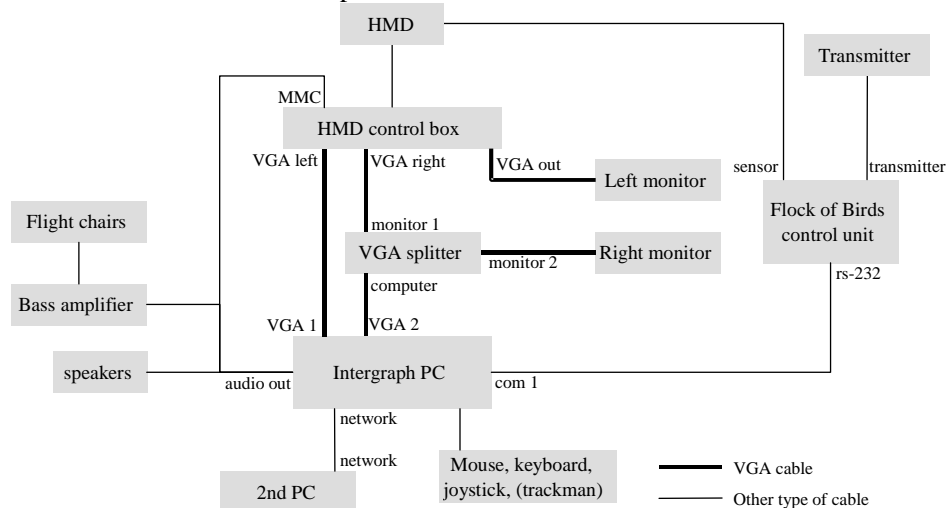 HMD
Transmitter
MMC
HMD control box
VGA left
VGA right
VGA out
sensor
transmitter
Left monitor
Flight chairs
Flock of Birds
control unit
monitor 1
VGA splitter
monitor 2
Right monitor
rs-232
computer
Bass amplifier
VGA 1
VGA 2
speakers
audio out
Intergraph PC
com 1
network
network
2nd PC
Mouse, keyboard,
joystick, (trackman)
VGA cable
Other type of cable